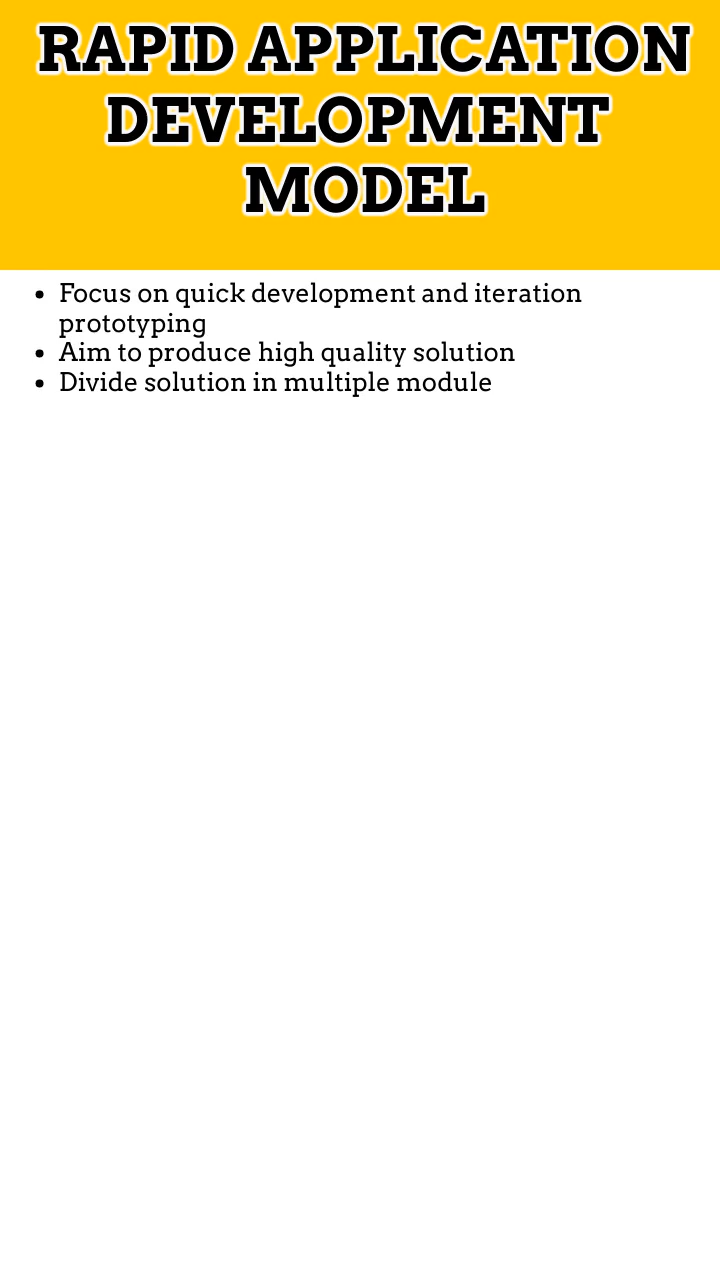 RAPID APPLICATION
DEVELOPMENT
MODEL
• Focus on quick development and iteration
prototyping
• Aim to produce high quality solution
• Divide solution in multiple module